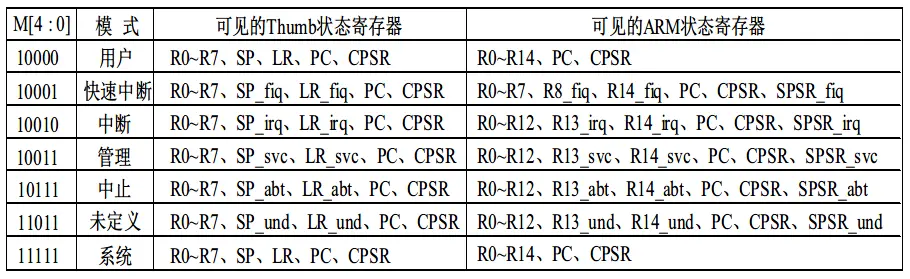 M[4:0] 模 式 可见的Thumb状态寄存器 可见的ARM状态寄存器
10000 用户 R0~R7、SP、LR、PC、CPSR R0~R14、PC、CPSR
10001 快速中断 R0~R7、SP_fiq、LR_fiq、PC、CPSR R0~R7、R8_fiq、R14_fiq、PC、CPSR、SPSR_fiq
10010 中断 R0~R7、SP_irq、LR_irq、PC、CPSR R0~R12、R13_irq、R14_irq、PC、CPSR、SPSR_irq
10011 管理 R0~R7、SP_svc、LR_svc、PC、CPSR R0~R12、R13_svc、R14_svc、PC、CPSR、SPSR_svc
10111 中止 R0~R7、SP_abt、LR_abt、PC、CPSR R0~R12、R13_abt、R14_abt、PC、CPSR、SPSR_abt
11011 未定义 R0~R7、SP_und、LR_und、PC、CPSR R0~R12、R13_und、R14_und、PC、CPSR、SPSR_und
11111 系统 R0~R7、SP、LR、PC、CPSR R0~R14、PC、CPSR